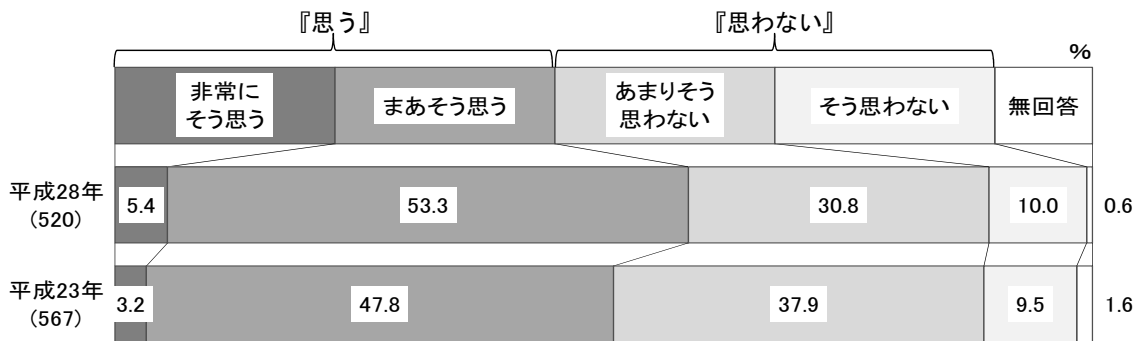 『思う』
『思わない』
%
非常に
そう思う
まあそう思う
あまりそう
思わない
そう思わない
無回答
平成28年
(520)
5.4
53.3
30.8
10.0
0.6
平成23年
(567)
3.2
47.8
37.9
9.5
1.6